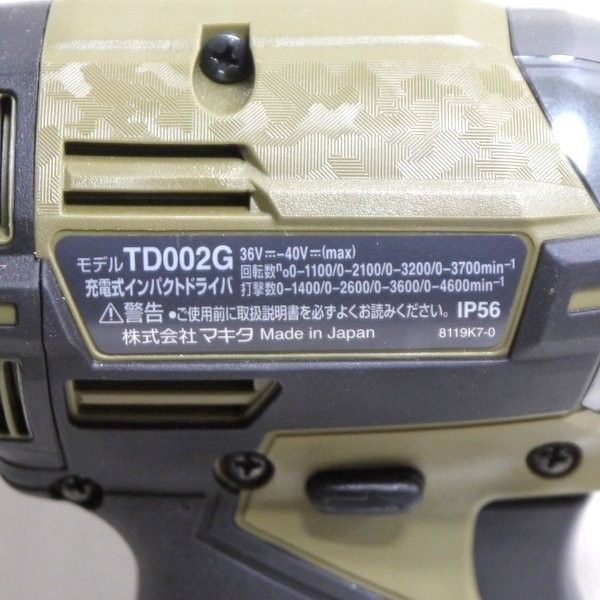 モデル TD002G 36V⎓-40V⎓(max)
回転数n₀0-1100/0-2100/0-3200/0-3700min⁻¹
充電式インパクトドライバ 打撃数0-1400/0-2600/0-3600/0-4600min⁻¹
⚠警告 ●ご使用前に取扱説明書を必ずよくお読みください。 IP56
株式会社 マキタ Made in Japan 8119K7-0